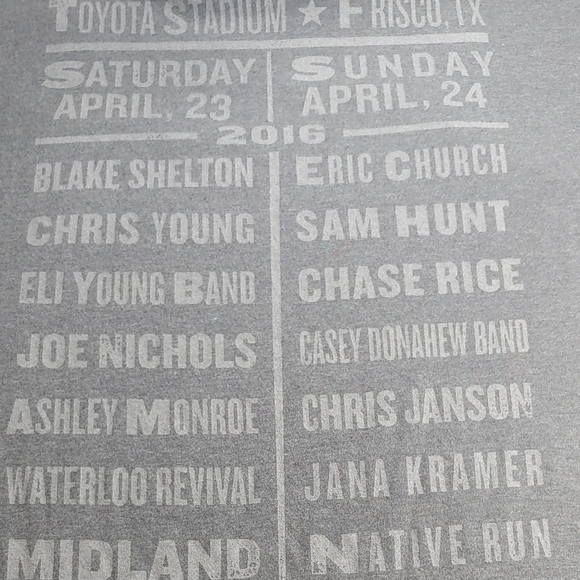 TOYOTA STADIUM ★ FRISCO, TX
SATURDAY
APRIL, 23
SUNDAY
APRIL, 24
2016
BLAKE SHELTON
CHRIS YOUNG
ELI YOUNG BAND
JOE NICHOLS
ASHLEY MONROE
WATERLOO REVIVAL
MIDLAND
ERIC CHURCH
SAM HUNT
CHASE RICE
CASEY DONAHEW BAND
CHRIS JANSON
JANA KRAMER
NATIVE RUN